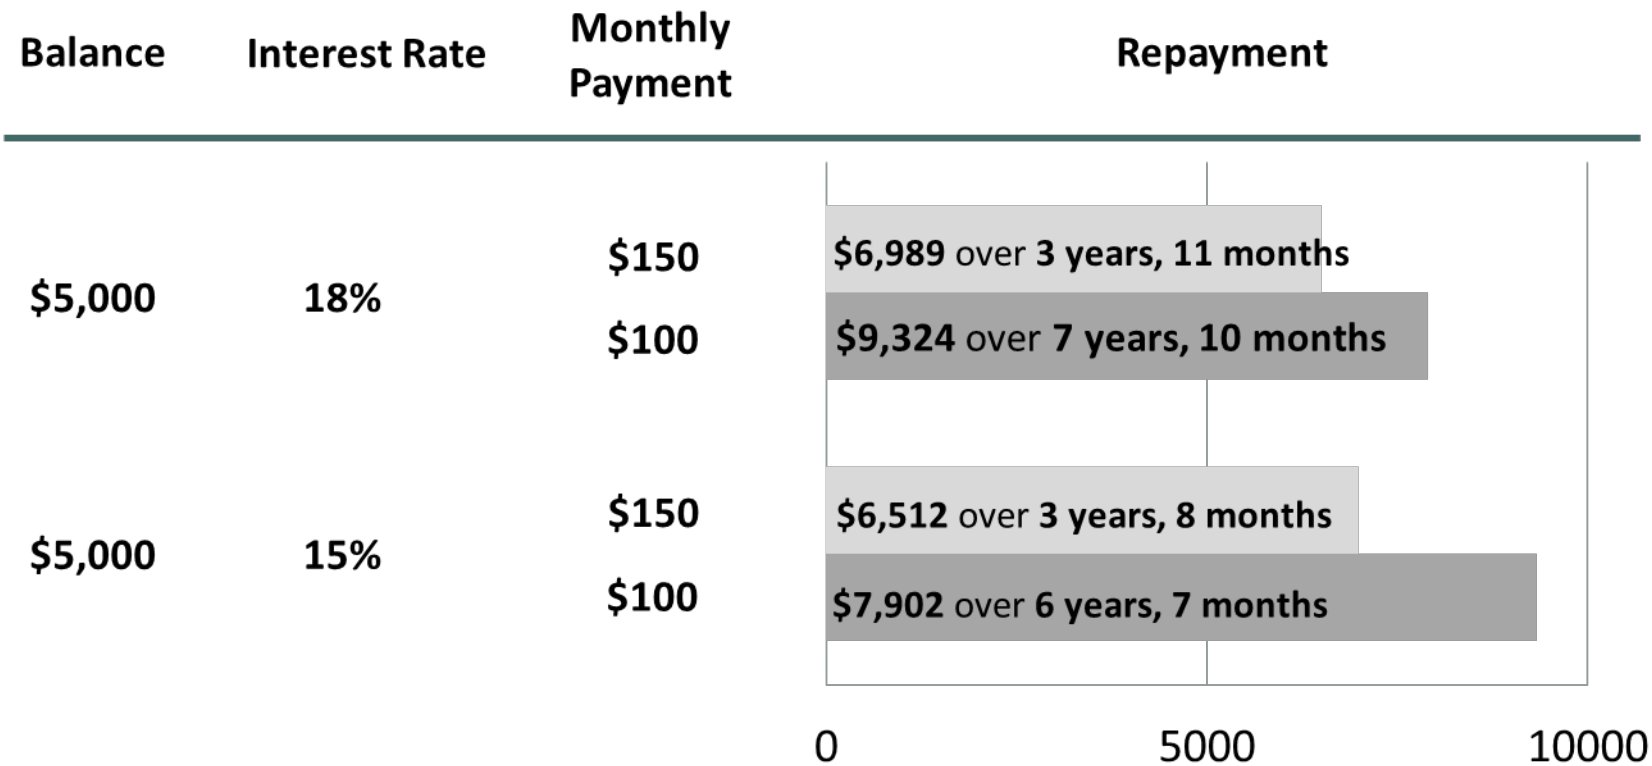 Balance Interest Rate Monthly Payment Repayment
$5,000 18%
$150 $6,989 over 3 years, 11 months
$100 $9,324 over 7 years, 10 months
$5,000 15%
$150 $6,512 over 3 years, 8 months
$100 $7,902 over 6 years, 7 months
0 5000 10000